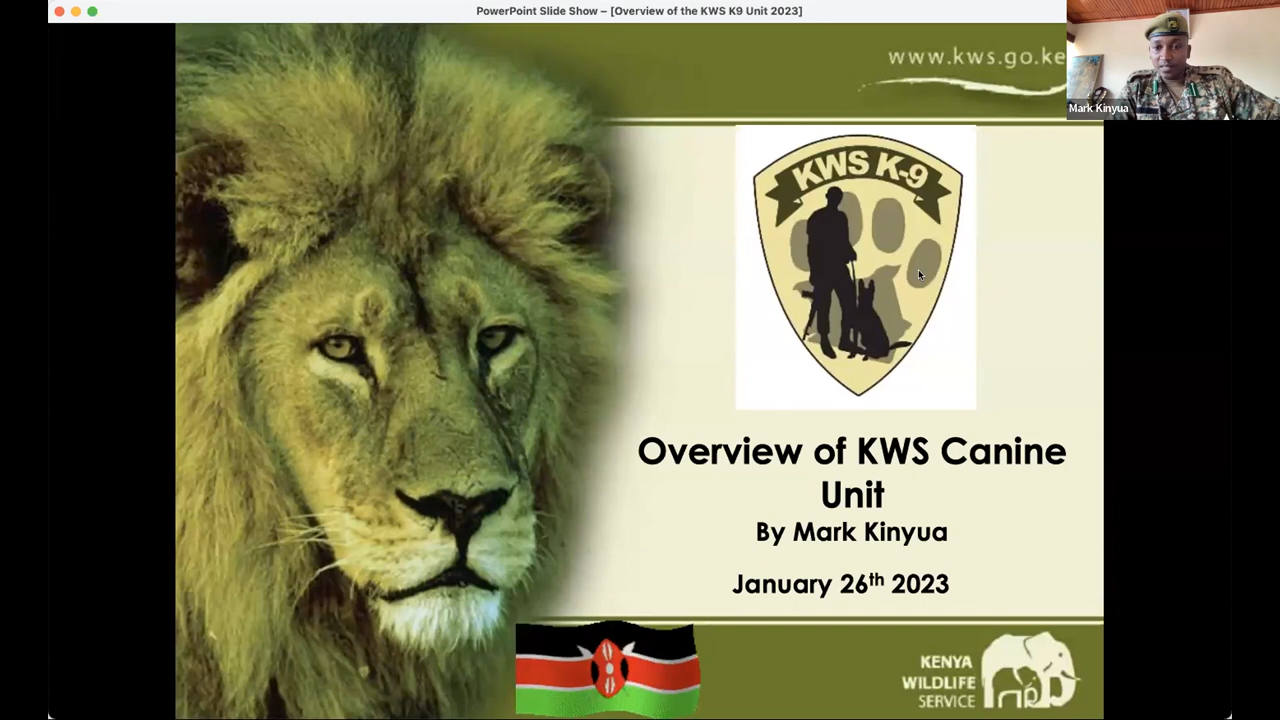 PowerPoint Slide Show – [Overview of the KWS K9 Unit 2023]
www.kws.go.ke
Mark Kinyua
KWS K-9
Overview of KWS Canine
Unit
By Mark Kinyua
January 26th 2023
KENYA
WILDLIFE
SERVICE